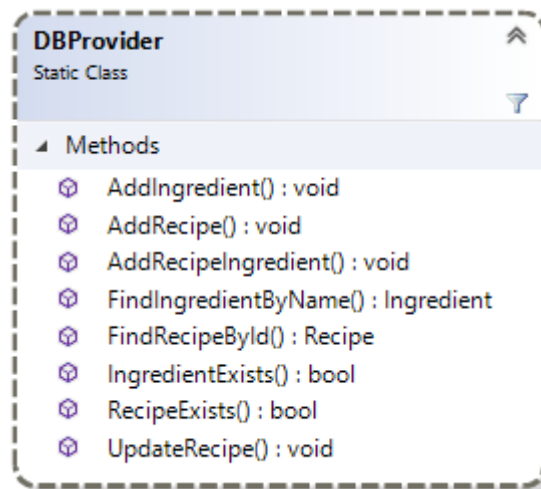 DBProvider
Static Class
Methods
AddIngredient() : void
AddRecipe() : void
AddRecipeIngredient() : void
FindIngredientByName() : Ingredient
FindRecipeById() : Recipe
IngredientExists() : bool
RecipeExists() : bool
UpdateRecipe() : void